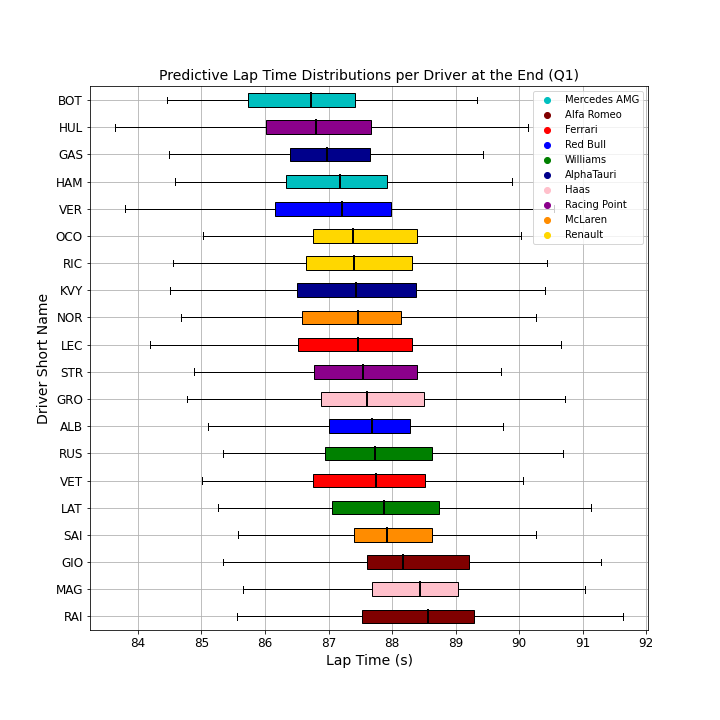 Predictive Lap Time Distributions per Driver at the End (Q1)
BOT
HUL
GAS
HAM
VER
OCO
RIC
KVY
NOR
LEC
STR
GRO
ALB
RUS
VET
LAT
SAI
GIO
MAG
RAI
Driver Short Name
Mercedes AMG
Alfa Romeo
Ferrari
Red Bull
Williams
AlphaTauri
Haas
Racing Point
McLaren
Renault
84 85 86 87 88 89 90 91 92
Lap Time (s)